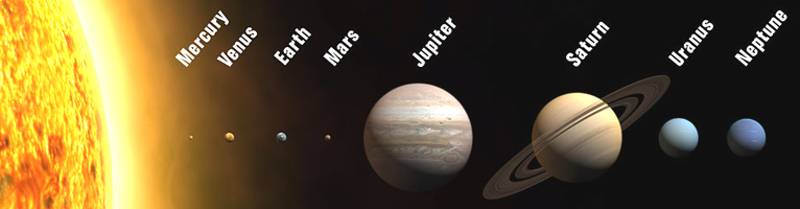 Mercury
Venus
Earth
Mars
Jupiter
Saturn
Uranus
Neptune